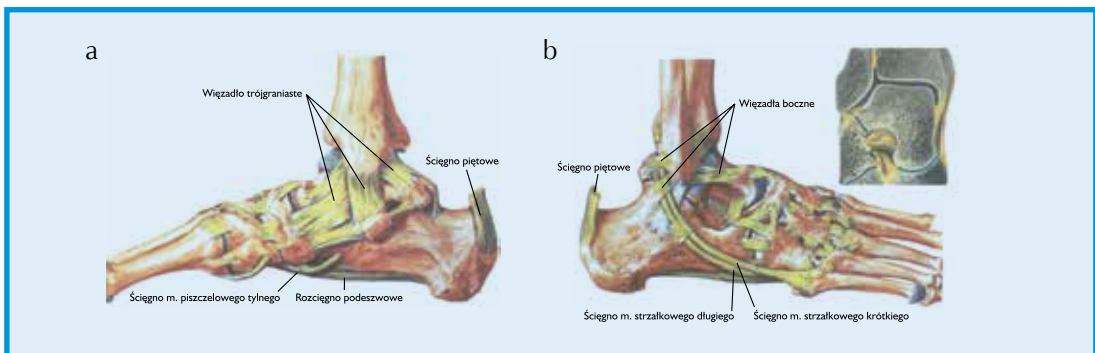 a
b
Więzadło trójgraniaste
Ścięgno piętowe
Ścięgno m. piszczelowego tylnego
Rozcięgno podeszwowe
Więzadła boczne
Ścięgno piętowe
Ścięgno m. strzałkowego długiego
Ścięgno m. strzałkowego krótkiego